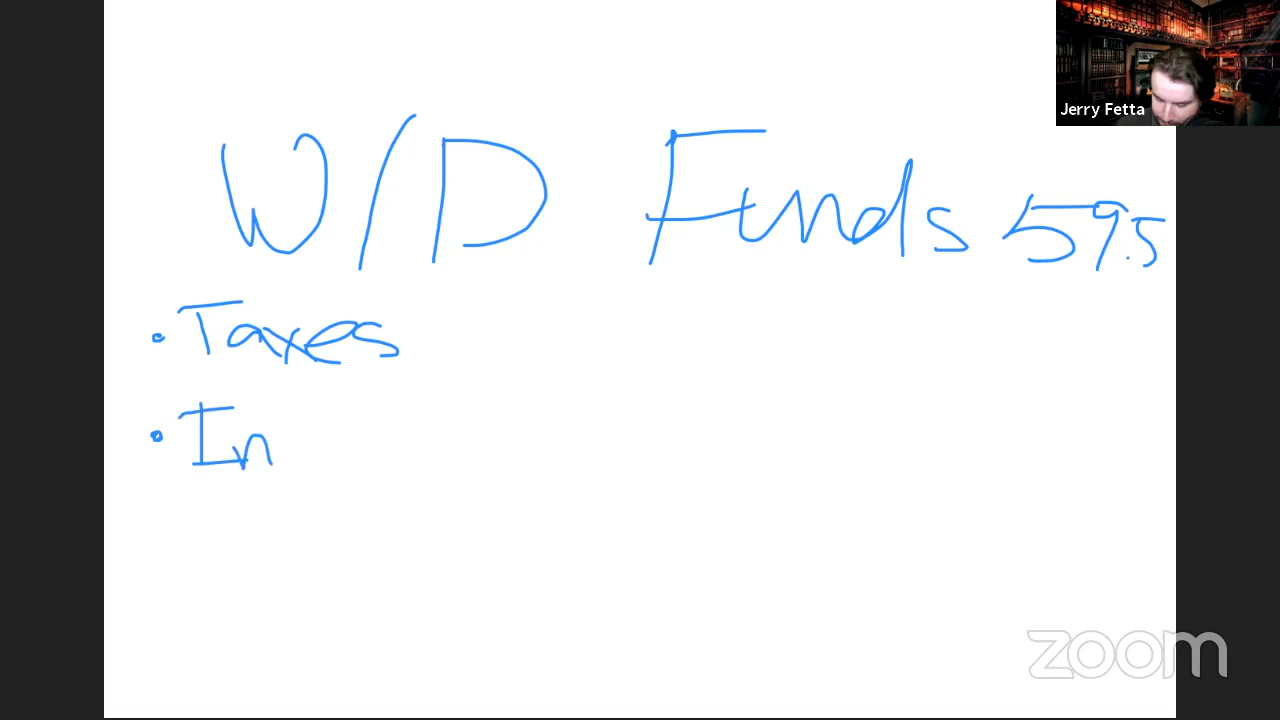 Jerry Fetta
W/D Funds 59.5
• Taxes
• In
zoom